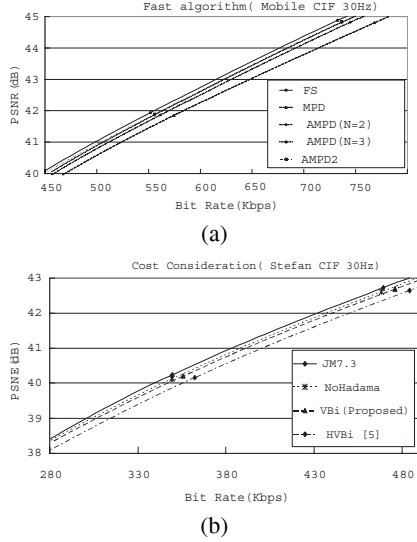 Fast algorithm( Mobile CIF 30Hz)
PSNR(dB)
45
44
43
42
41
40
FS
MPD
AMPD(N=2)
AMPD(N=3)
AMPD2
450 500 550 600 650 700 750
Bit Rate(Kbps)
(a)
Cost Consideration( Stefan CIF 30Hz)
PSNE(dB)
43
42
41
40
39
38
JM7.3
NoHadama
VBi(Proposed)
HVBi [5]
280 330 380 430 480
Bit Rate(Kbps)
(b)